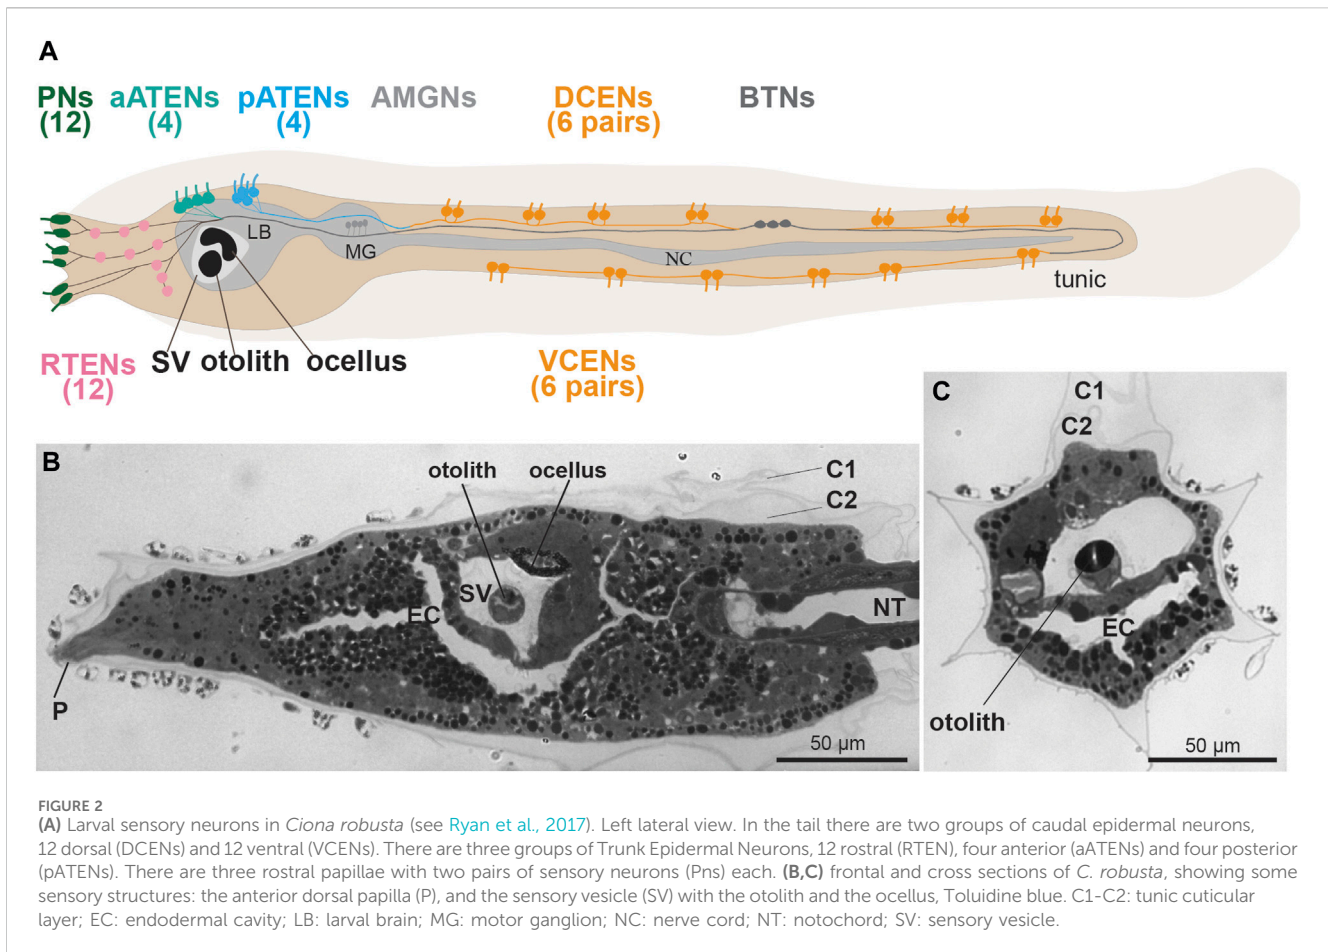 A
PNs aATENs pATENs AMGNs DCENs BTNs
(12) (4) (4) (6 pairs)
LB
MG
NC
tunic
RTENs SV otolith ocellus VCENs
(12) (6 pairs)
B
otolith ocellus
C1
C2
SV
EC
NT
P
50 µm
C
C1
C2
EC
otolith
50 µm
FIGURE 2
(A) Larval sensory neurons in Ciona robusta (see Ryan et al., 2017). Left lateral view. In the tail there are two groups of caudal epidermal neurons,
12 dorsal (DCENs) and 12 ventral (VCENs). There are three groups of Trunk Epidermal Neurons, 12 rostral (RTEN), four anterior (aATENs) and four posterior
(pATENs). There are three rostral papillae with two pairs of sensory neurons (Pns) each. (B,C) frontal and cross sections of C. robusta, showing some
sensory structures: the anterior dorsal papilla (P), and the sensory vesicle (SV) with the otolith and the ocellus, Toluidine blue. C1-C2: tunic cuticular
layer; EC: endodermal cavity; LB: larval brain; MG: motor ganglion; NC: nerve cord; NT: notochord; SV: sensory vesicle.